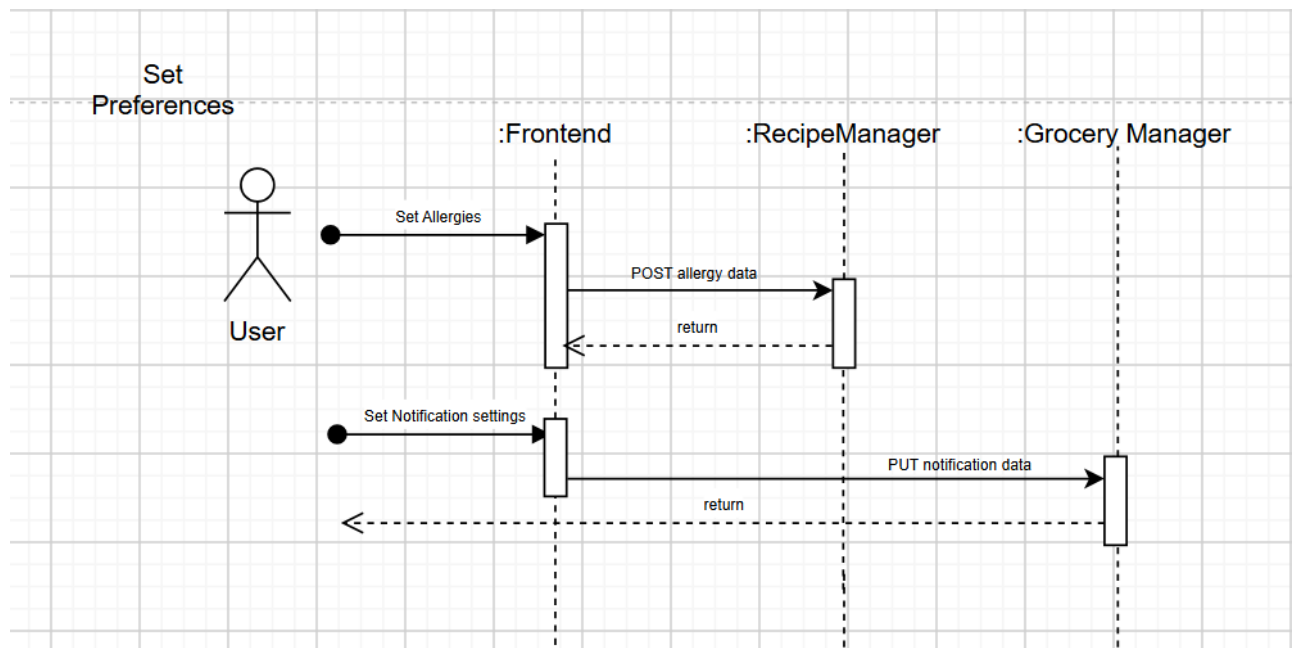 Set
Preferences
:Frontend
:RecipeManager
:Grocery Manager
Set Allergies
POST allergy data
return
User
Set Notification settings
PUT notification data
return